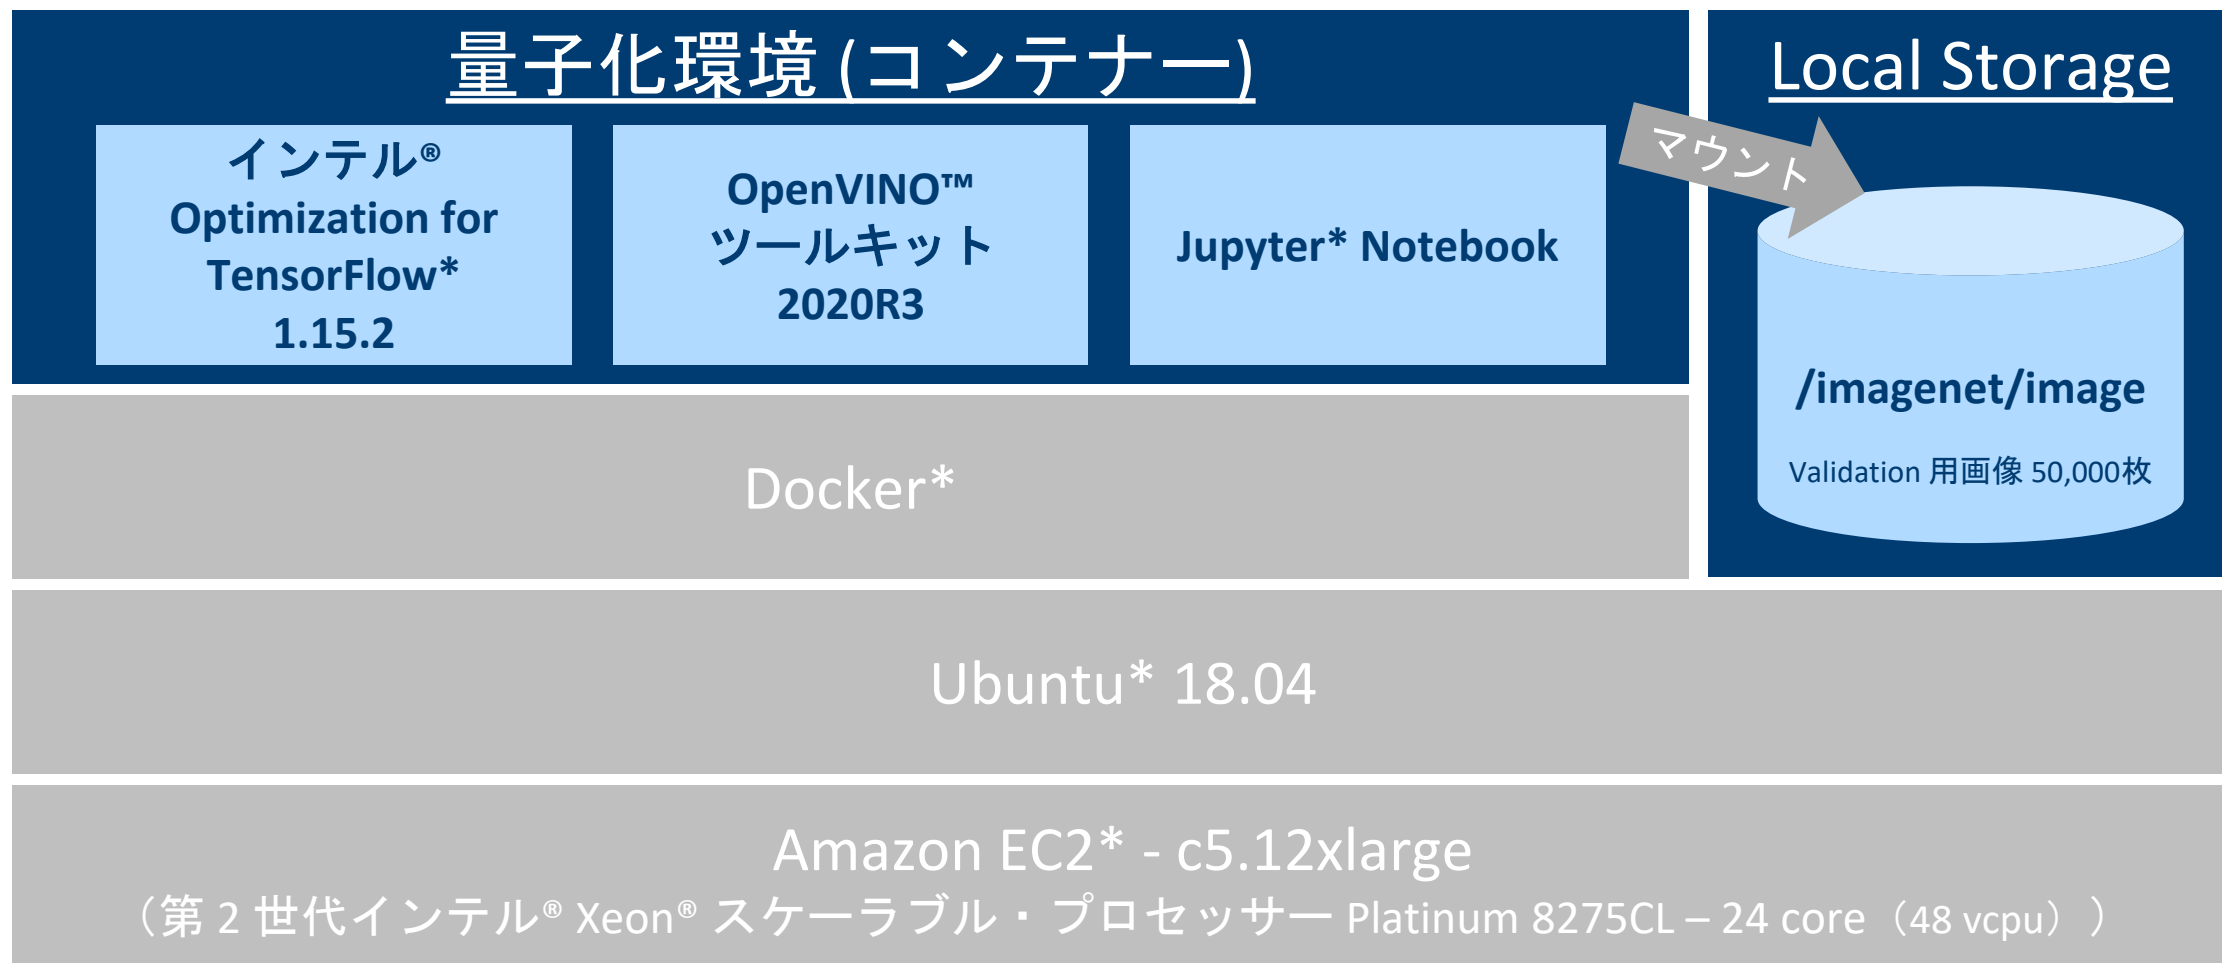 量子化環境 (コンテナー)
インテル®
Optimization for
TensorFlow*
1.15.2
OpenVINO™
ツールキット
2020R3
Jupyter* Notebook
マウント
Local Storage
/imagenet/image
Validation 用画像 50,000枚
Docker*
Ubuntu* 18.04
Amazon EC2* - c5.12xlarge
（第 2 世代インテル® Xeon® スケーラブル・プロセッサー Platinum 8275CL – 24 core（48 vcpu））